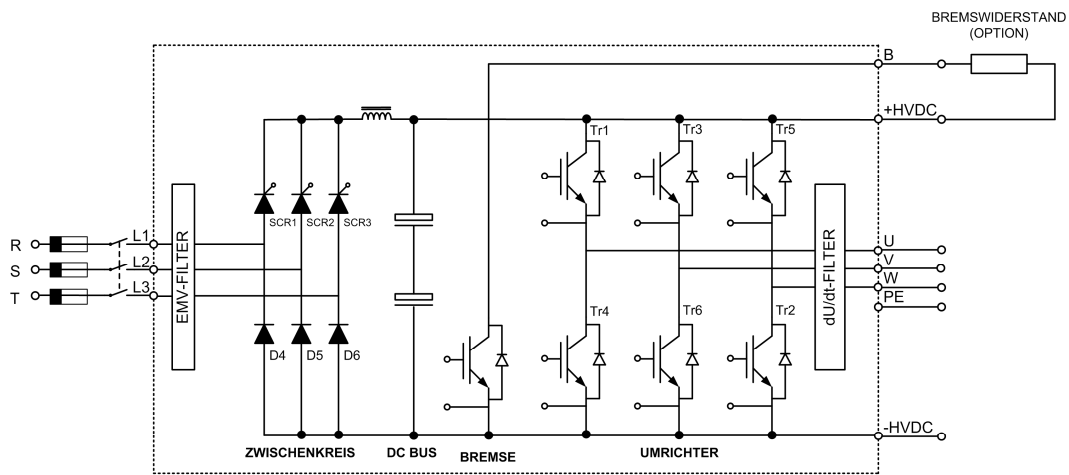 BREMSWIDERSTAND
(OPTION)
B
+HVDC
Tr1
Tr3
Tr5
SCR1
SCR2
SCR3
R
S
T
L1
L2
L3
EMV-FILTER
dU/dt-FILTER
U
V
W
PE
Tr4
Tr6
Tr2
D4
D5
D6
-HVDC
ZWISCHENKREIS
DC BUS
BREMSE
UMRICHTER